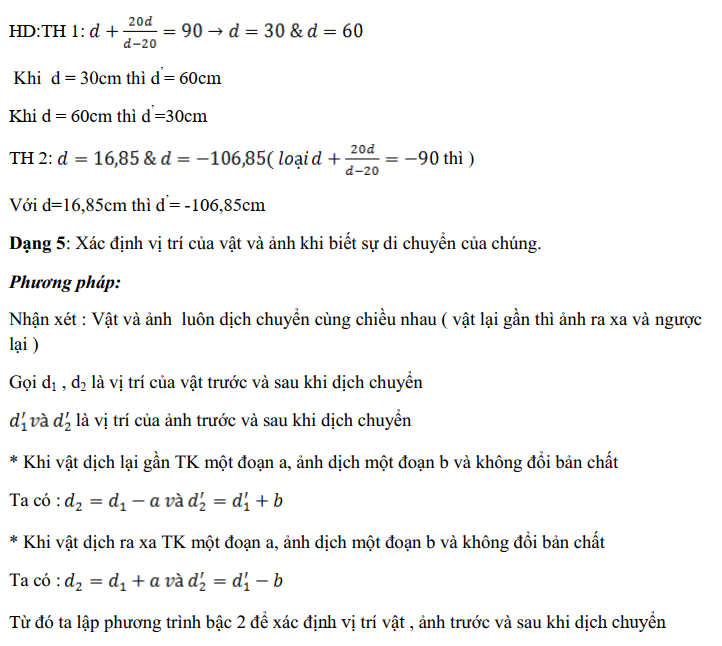 HD:TH 1: d + 20d/(d−20) = 90 → d = 30 & d = 60
Khi d = 30cm thì d’= 60cm
Khi d = 60cm thì d’=30cm
TH 2: d = 16,85 & d = −106,85( loại d + 20d/(d−20) = −90 thì )
Với d=16,85cm thì d’= -106,85cm
Dạng 5: Xác định vị trí của vật và ảnh khi biết sự di chuyển của chúng.
Phương pháp:
Nhận xét : Vật và ảnh luôn dịch chuyển cùng chiều nhau ( vật lại gần thì ảnh ra xa và ngược
lại )
Gọi d₁ , d₂ là vị trí của vật trước và sau khi dịch chuyển
d₁′ và d₂′ là vị trí của ảnh trước và sau khi dịch chuyển
* Khi vật dịch lại gần TK một đoạn a, ảnh dịch một đoạn b và không đổi bản chất
Ta có : d₂ = d₁ − a và d₂′ = d₁′ + b
* Khi vật dịch ra xa TK một đoạn a, ảnh dịch một đoạn b và không đổi bản chất
Ta có : d₂ = d₁ + a và d₂′ = d₁′ − b
Từ đó ta lập phương trình bậc 2 để xác định vị trí vật , ảnh trước và sau khi dịch chuyển